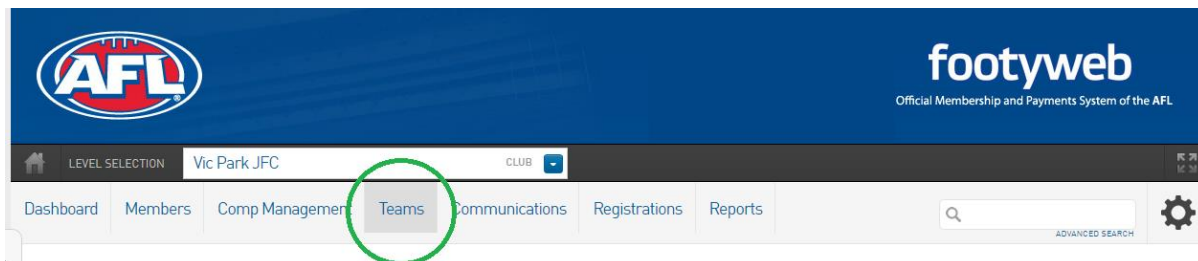 AFL
footyweb
Official Membership and Payments System of the AFL
LEVEL SELECTION Vic Park JFC CLUB
Dashboard Members Comp Management Teams Communications Registrations Reports
ADVANCED SEARCH